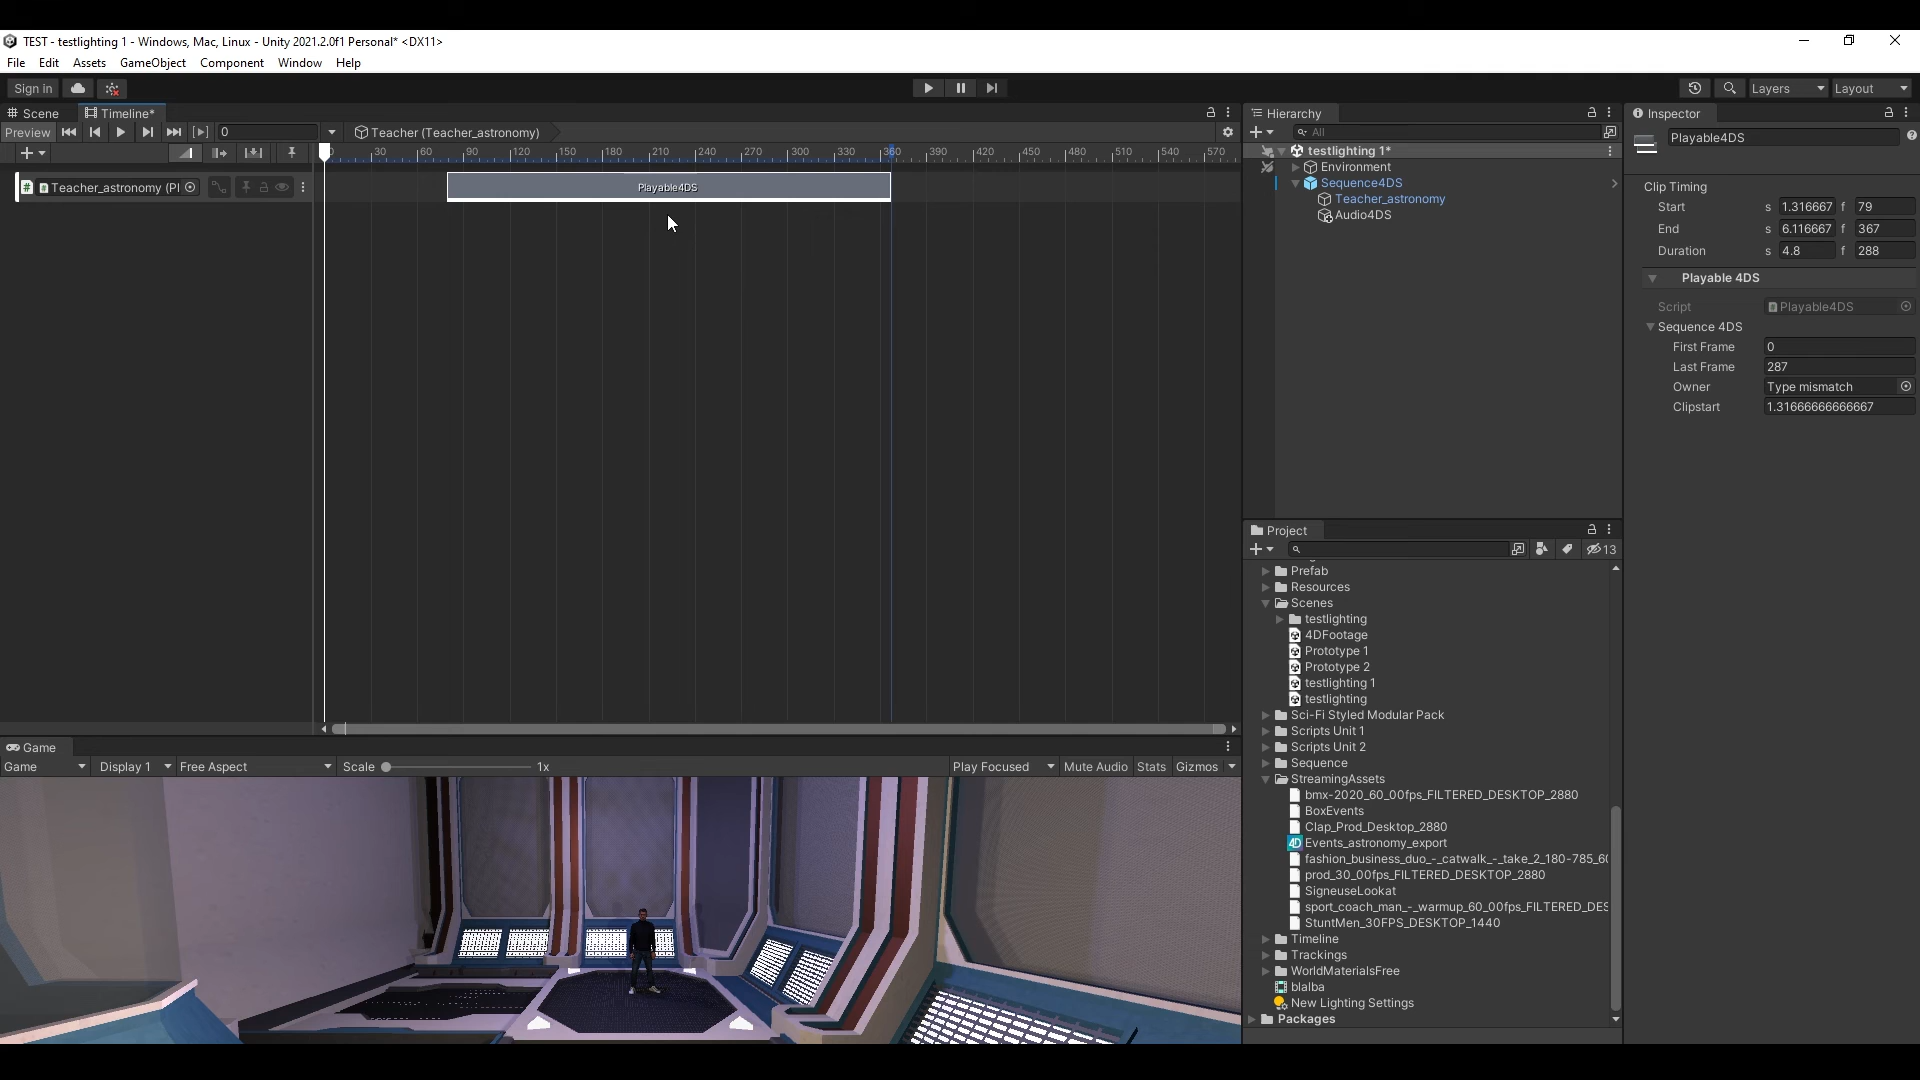 TEST - testlighting 1 - Windows, Mac, Linux - Unity 2021.2.0f1 Personal* <DX11>
File Edit Assets GameObject Component Window Help
Sign in
Layers Layout
Scene Timeline*
Preview 0 Teacher (Teacher_astronomy)
30 60 90 120 150 180 210 240 270 300 330 360 390 420 450 480 510 540 570
Teacher_astronomy (Pl
Playable4DS
Hierarchy
All
testlighting 1*
Environment
Sequence4DS
Teacher_astronomy
Audio4DS
Inspector
Playable4DS
Clip Timing
Start s 1.316667 f 79
End s 6.116667 f 367
Duration s 4.8 f 288
Playable 4DS
Script Playable4DS
Sequence 4DS
First Frame 0
Last Frame 287
Owner Type mismatch
Clipstart 1.31666666666667
Project
13
Prefab
Resources
Scenes
testlighting
4DFootage
Prototype 1
Prototype 2
testlighting 1
testlighting
Sci-Fi Styled Modular Pack
Scripts Unit 1
Scripts Unit 2
Sequence
StreamingAssets
bmx-2020_60_00fps_FILTERED_DESKTOP_2880
BoxEvents
Clap_Prod_Desktop_2880
4D Events_astronomy_export
fashion_business_duo_-_catwalk_-_take_2_180-785_60
prod_30_00fps_FILTERED_DESKTOP_2880
SigneuseLookat
sport_coach_man_-_warmup_60_00fps_FILTERED_DES
StuntMen_30FPS_DESKTOP_1440
Timeline
Trackings
WorldMaterialsFree
blalba
New Lighting Settings
Packages
Game
Game Display 1 Free Aspect Scale 1x Play Focused Mute Audio Stats Gizmos